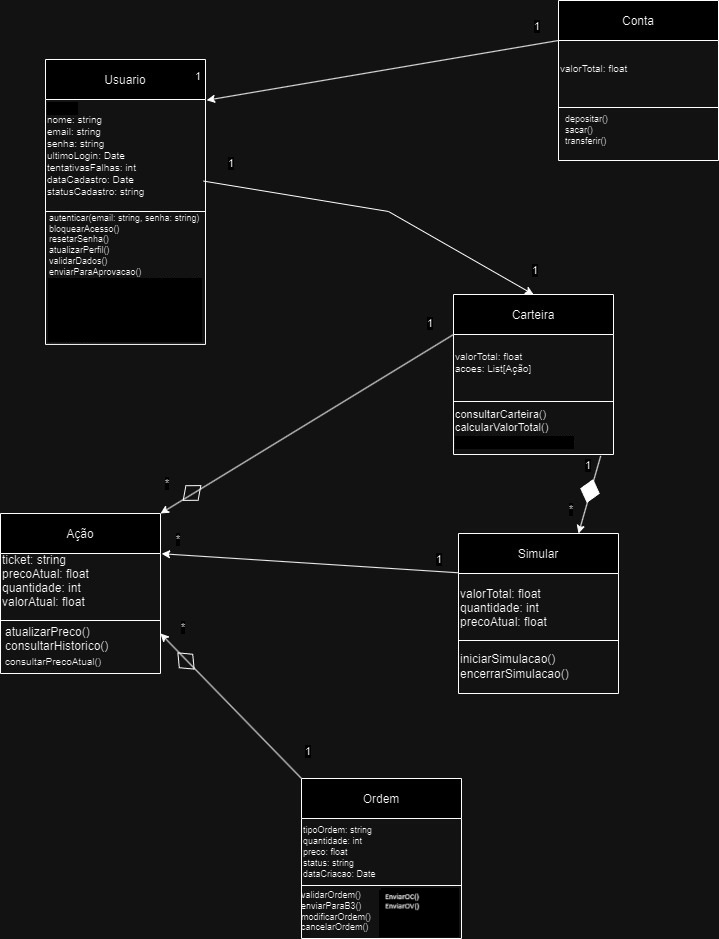 Conta
1
valorTotal: float
depositar()
sacar()
transferir()
Usuario
1
nome: string
email: string
senha: string
ultimoLogin: Date
tentativasFalhas: int
dataCadastro: Date
statusCadastro: string
autenticar(email: string, senha: string)
bloquearAcesso()
resetarSenha()
atualizarPerfil()
validarDados()
enviarParaAprovacao()
1
1
Carteira
valorTotal: float
acoes: List[Ação]
consultarCarteira()
calcularValorTotal()
1
*
1
*
Ação
ticket: string
precoAtual: float
quantidade: int
valorAtual: float
atualizarPreco()
consultarHistorico()
consultarPrecoAtual()
*
1
Simular
valorTotal: float
quantidade: int
precoAtual: float
iniciarSimulacao()
encerrarSimulacao()
*
1
Ordem
tipoOrdem: string
quantidade: int
preco: float
status: string
dataCriacao: Date
validarOrdem()
enviarParaB3()
modificarOrdem()
cancelarOrdem()
EnviarOC()
EnviarOV()